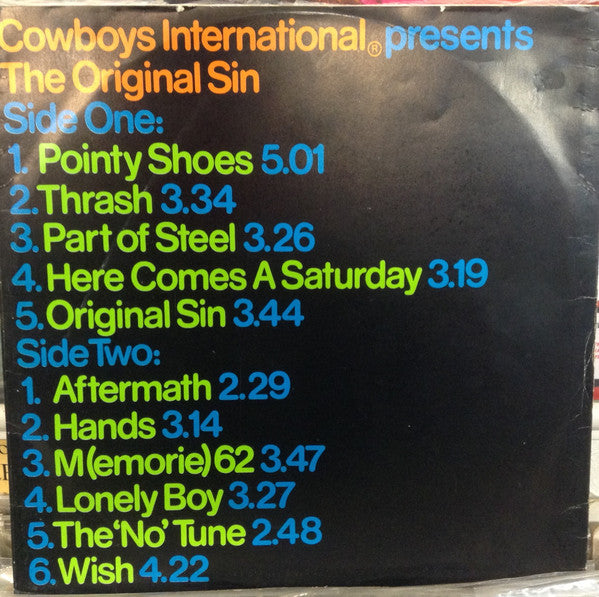 Cowboys International® presents
The Original Sin
Side One:
1. Pointy Shoes 5.01
2. Thrash 3.34
3. Part of Steel 3.26
4. Here Comes A Saturday 3.19
5. Original Sin 3.44
Side Two:
1. Aftermath 2.29
2. Hands 3.14
3. M(emorie) 62 3.47
4. Lonely Boy 3.27
5. The 'No' Tune 2.48
6. Wish 4.22